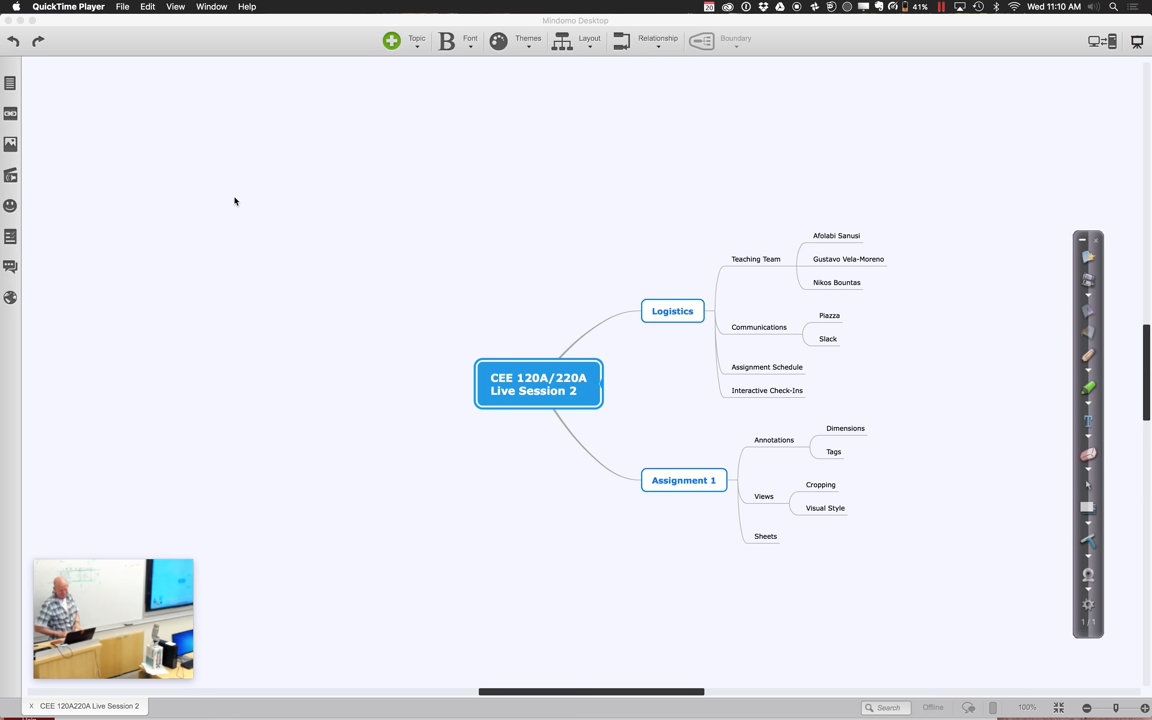 QuickTime Player File Edit View Window Help
20 41% Wed 11:10 AM
Mindomo Desktop
Topic Font Themes Layout Relationship Boundary
Afolabi Sanusi
Teaching Team
Gustavo Vela-Moreno
Nikos Bountas
Logistics
Piazza
Communications
Slack
Assignment Schedule
Interactive Check-Ins
CEE 120A/220A
Live Session 2
Dimensions
Annotations
Tags
Assignment 1
Cropping
Views
Visual Style
Sheets
1/1
x CEE 120A220A Live Session 2
Search Offline 100%